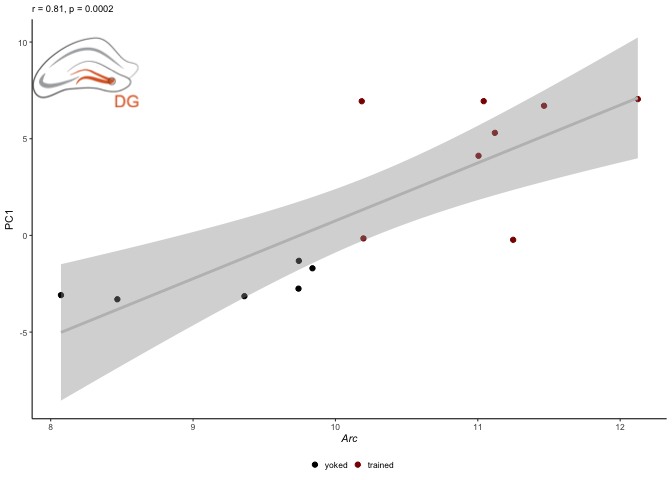 r = 0.81, p = 0.0002
10
5
0
-5
PC1
DG
8 9 10 11 12
Arc
yoked trained